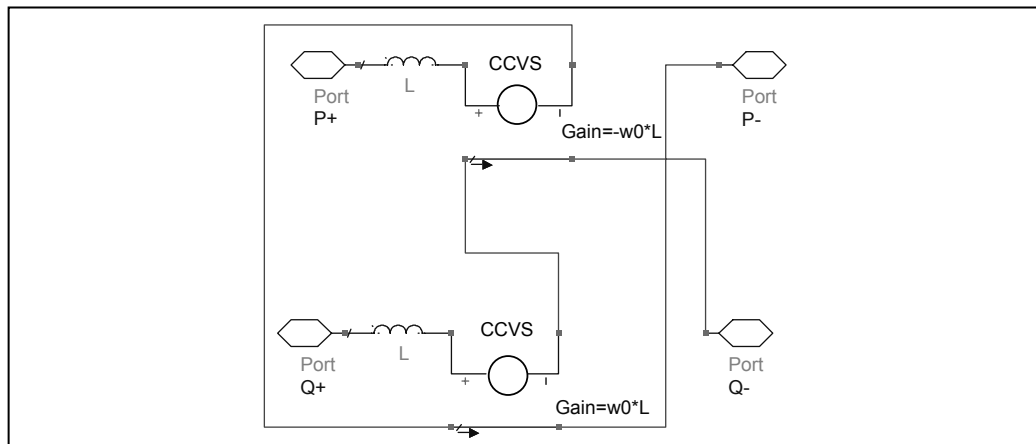 CCVS
L
Port
P+
Port
P-
+
-
Gain=-w0*L
CCVS
L
Port
Q+
Port
Q-
+
-
Gain=w0*L